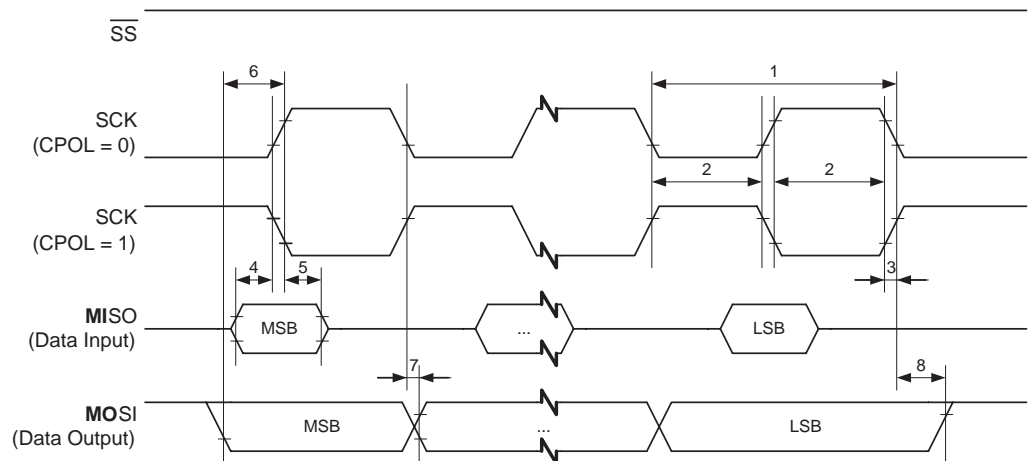 SS
6
1
SCK
(CPOL = 0)
2
2
SCK
(CPOL = 1)
4
5
3
MISO
(Data Input)
MSB
...
LSB
7
8
MOSI
(Data Output)
MSB
...
LSB